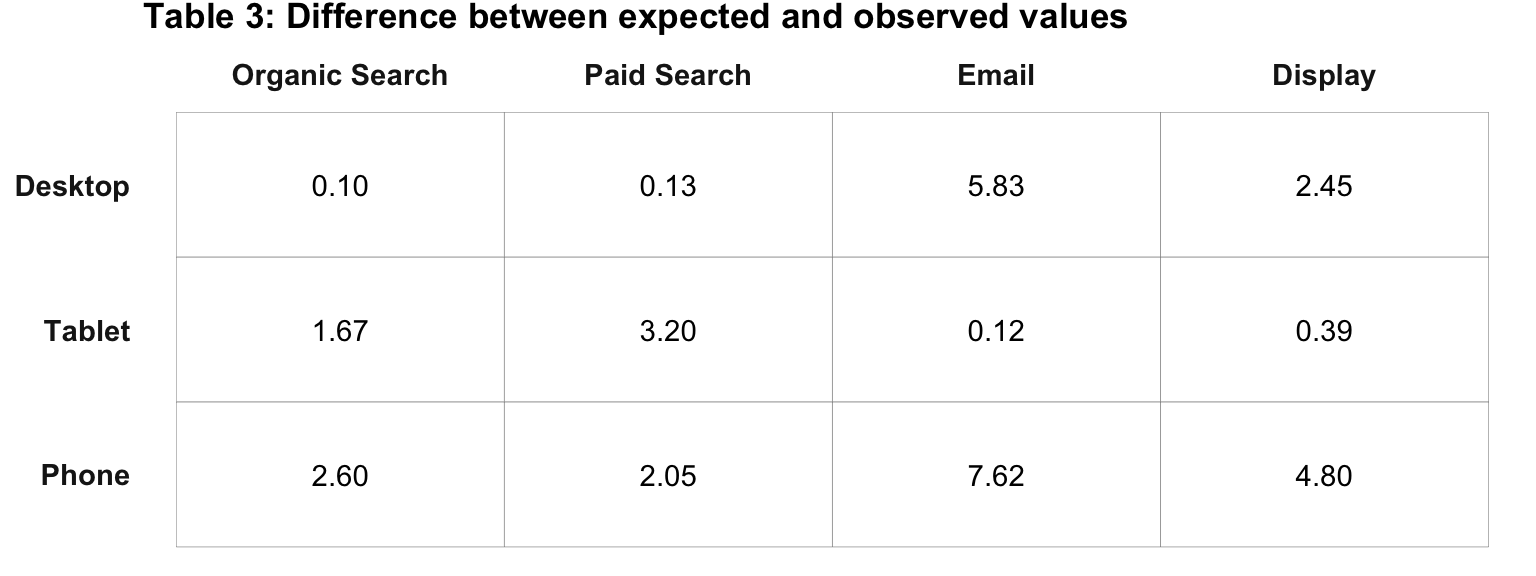 Table 3: Difference between expected and observed values
Organic Search Paid Search Email Display
Desktop 0.10 0.13 5.83 2.45
Tablet 1.67 3.20 0.12 0.39
Phone 2.60 2.05 7.62 4.80